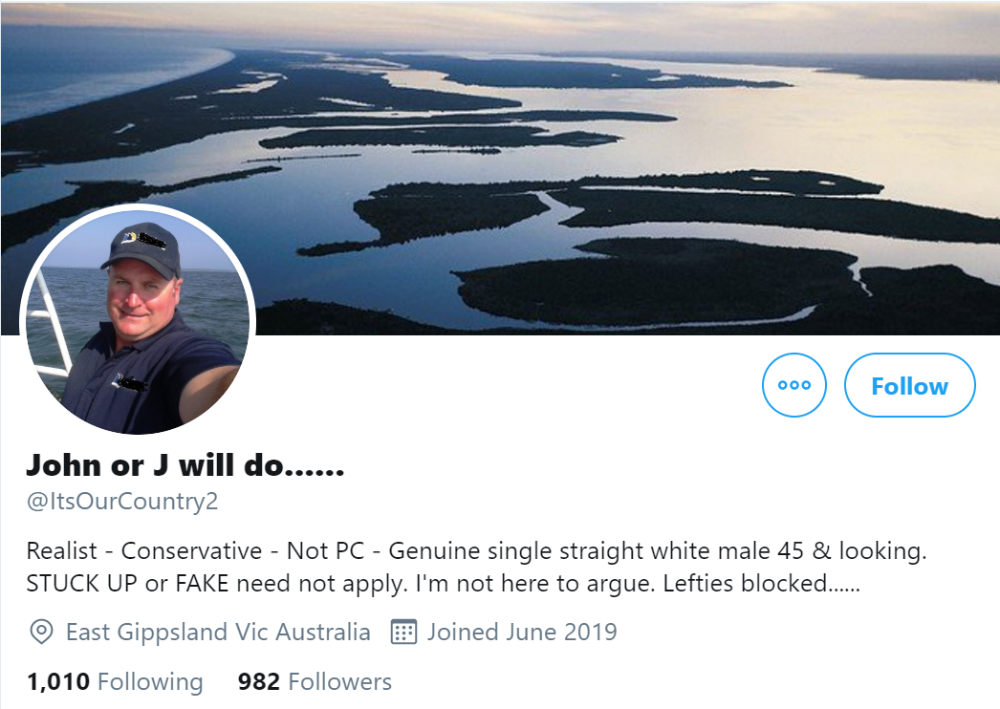 Follow
John or J will do......
@ItsOurCountry2
Realist - Conservative - Not PC - Genuine single straight white male 45 & looking.
STUCK UP or FAKE need not apply. I'm not here to argue. Lefties blocked......
East Gippsland Vic Australia Joined June 2019
1,010 Following 982 Followers